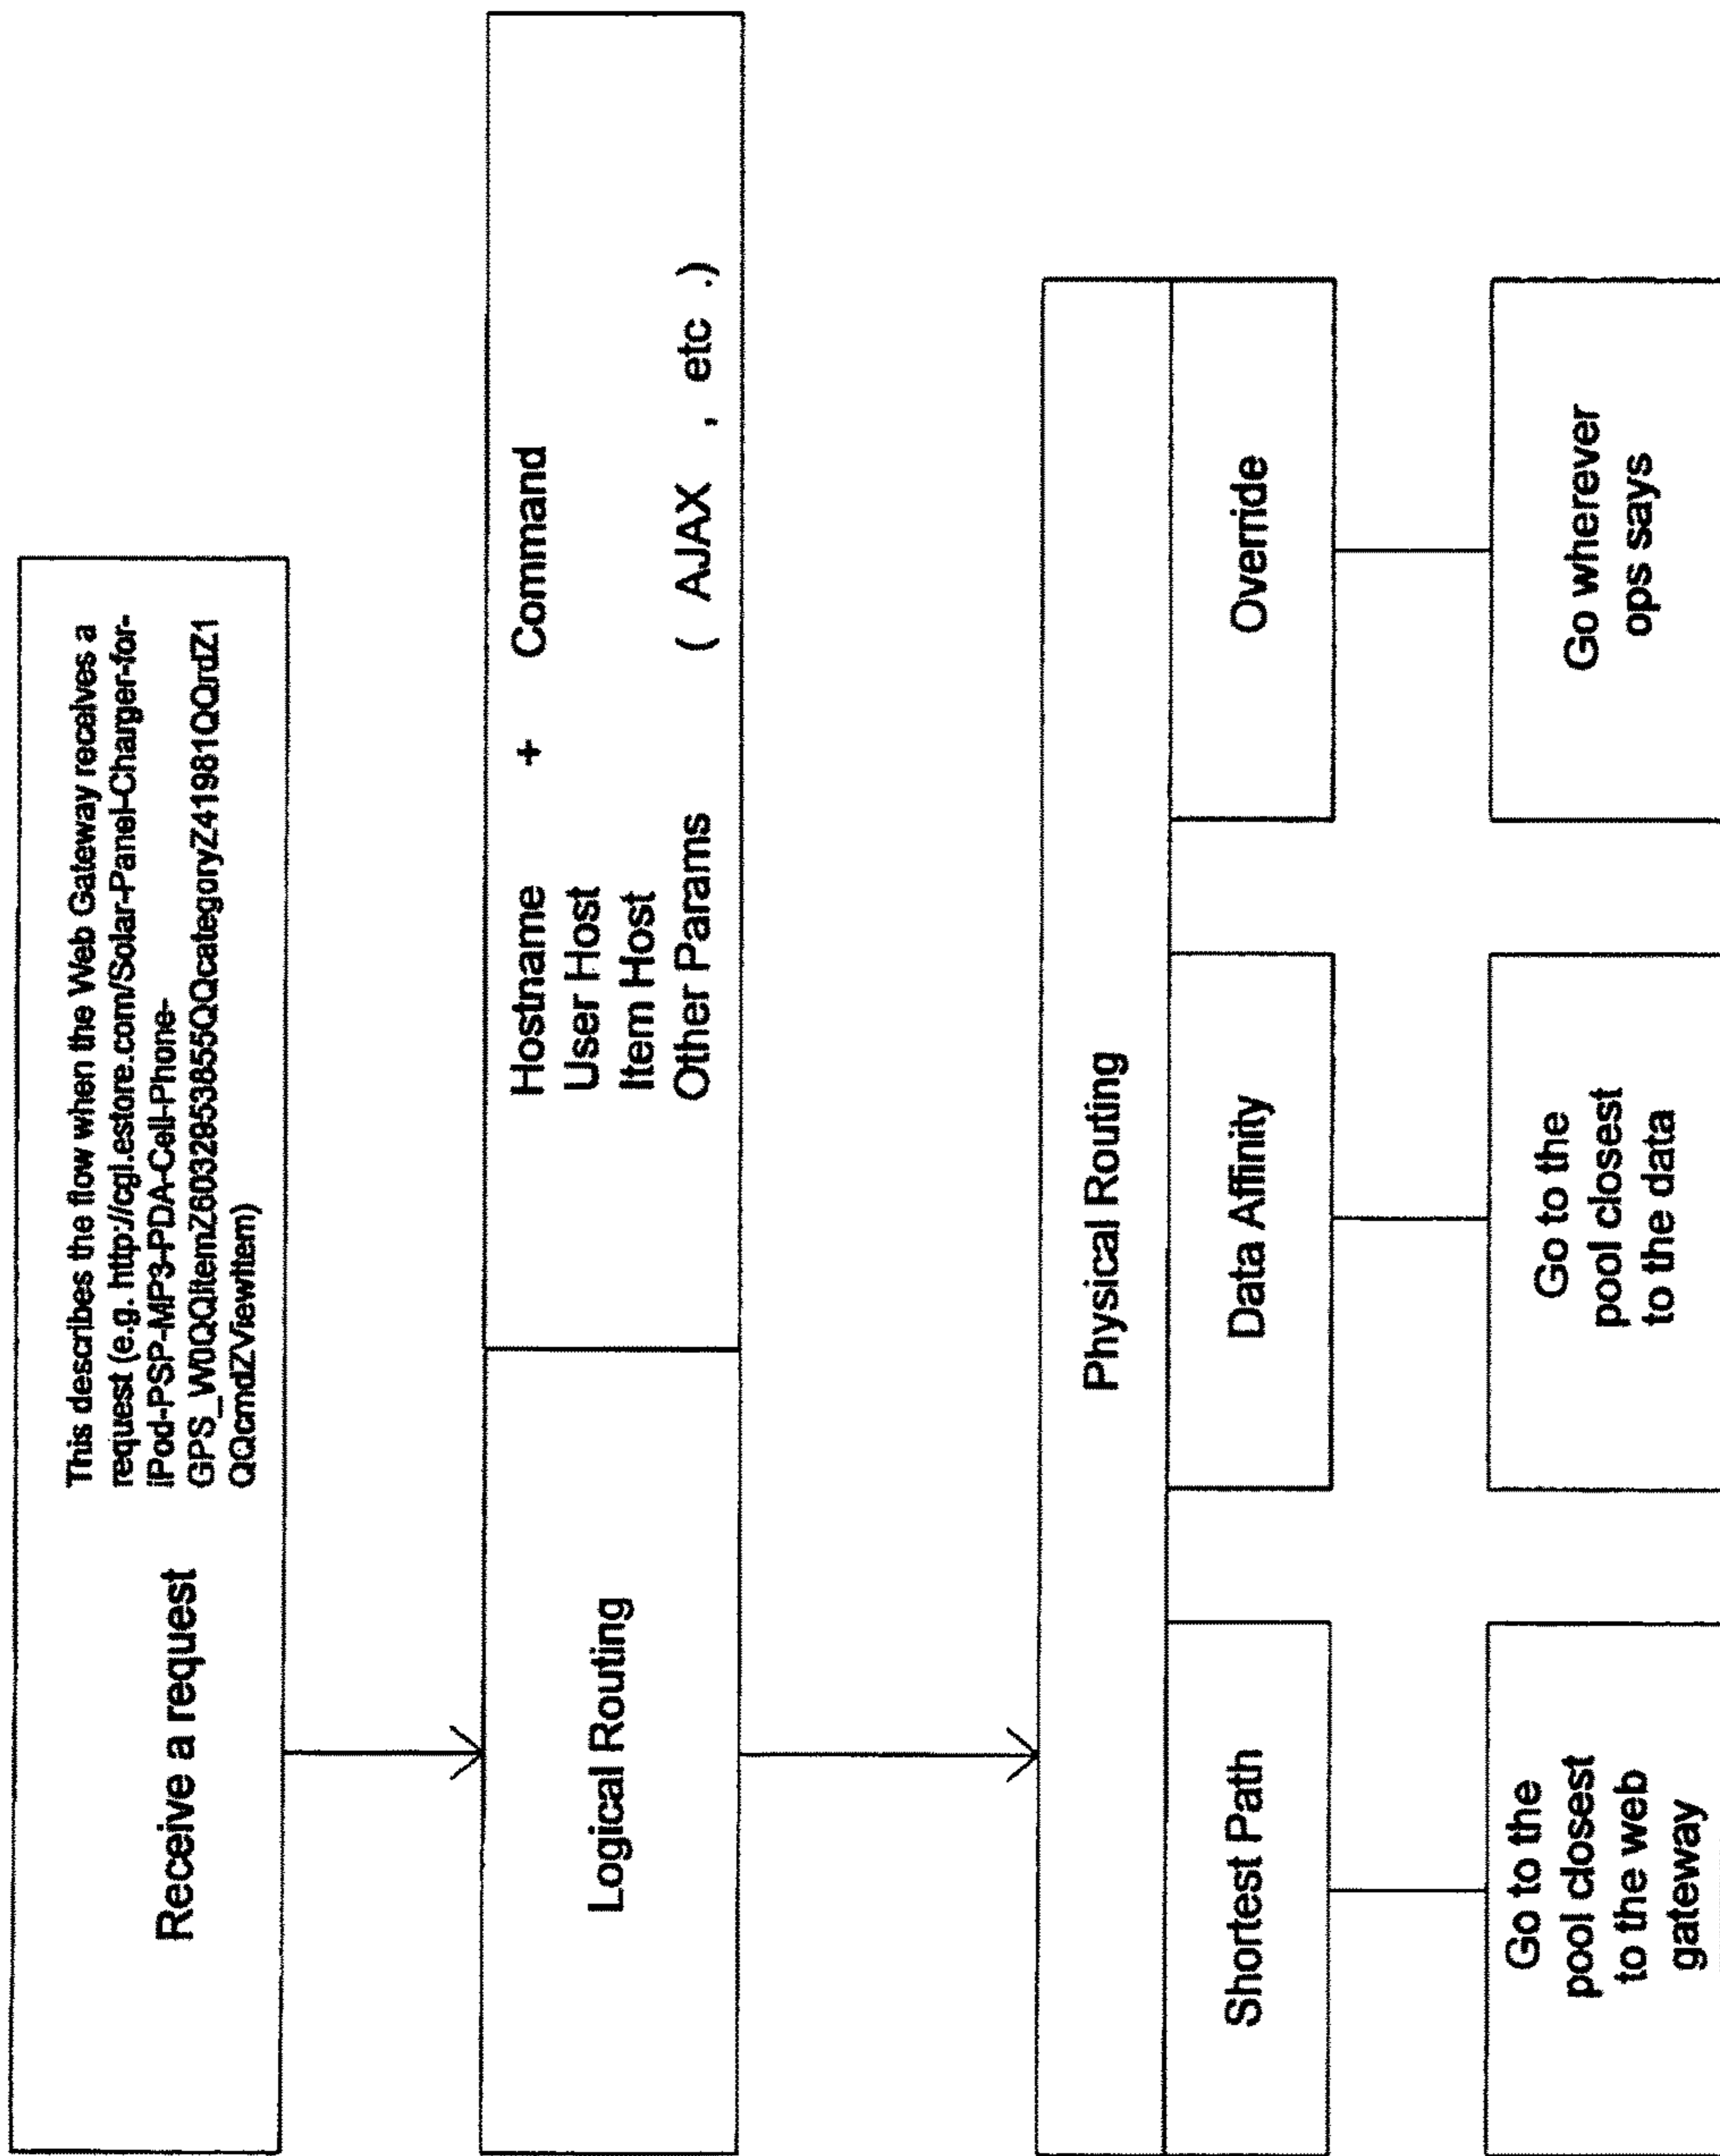 Receive a request
This describes the flow when the Web Gateway receives a
request (e.g. http://cgl.estore.com/Solar-Panel-Charger-for-
iPod-PSP-MP3-PDA-Cell-Phone-
GPS_W0QQitemZ6032953855QQcategoryZ41981QQrdZ1
QQcmdZViewItem)
Logical Routing
Hostname + Command
User Host
Item Host
Other Params ( AJAX , etc .)
Physical Routing
Shortest Path
Data Affinity
Override
Go to the
pool closest
to the web
gateway
Go to the
pool closest
to the data
Go wherever
ops says